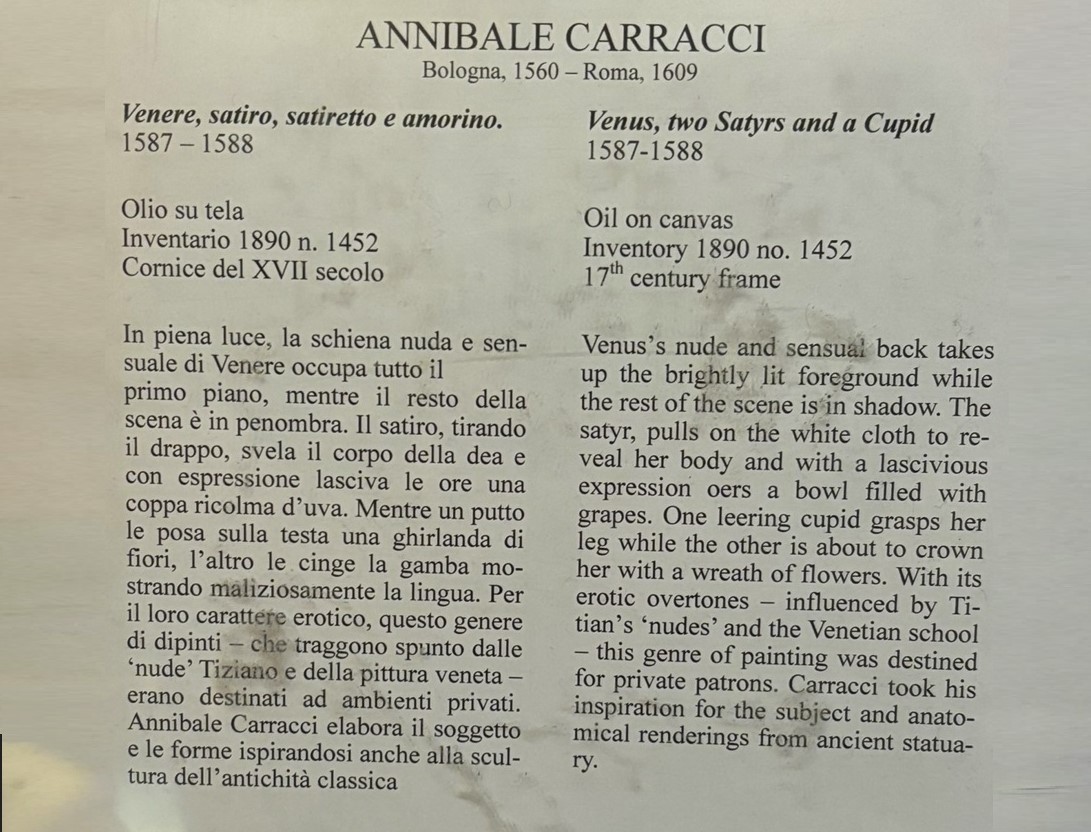 ANNIBALE CARRACCI
Bologna, 1560 – Roma, 1609
Venere, satiro, satiretto e amorino.
1587 – 1588
Olio su tela
Inventario 1890 n. 1452
Cornice del XVII secolo
In piena luce, la schiena nuda e sen-
suale di Venere occupa tutto il
primo piano, mentre il resto della
scena è in penombra. Il satiro, tirando
il drappo, svela il corpo della dea e
con espressione lasciva le ore una
coppa ricolma d’uva. Mentre un putto
le posa sulla testa una ghirlanda di
fiori, l’altro le cinge la gamba mo-
strando maliziosamente la lingua. Per
il loro carattere erotico, questo genere
di dipinti – che traggono spunto dalle
‘nude’ Tiziano e della pittura veneta –
erano destinati ad ambienti privati.
Annibale Carracci elabora il soggetto
e le forme ispirandosi anche alla scul-
tura dell’antichità classica
Venus, two Satyrs and a Cupid
1587-1588
Oil on canvas
Inventory 1890 no. 1452
17th century frame
Venus’s nude and sensual back takes
up the brightly lit foreground while
the rest of the scene is in shadow. The
satyr, pulls on the white cloth to re-
veal her body and with a lascivious
expression oers a bowl filled with
grapes. One leering cupid grasps her
leg while the other is about to crown
her with a wreath of flowers. With its
erotic overtones – influenced by Ti-
tian’s ‘nudes’ and the Venetian school
– this genre of painting was destined
for private patrons. Carracci took his
inspiration for the subject and anato-
mical renderings from ancient statua-
ry.